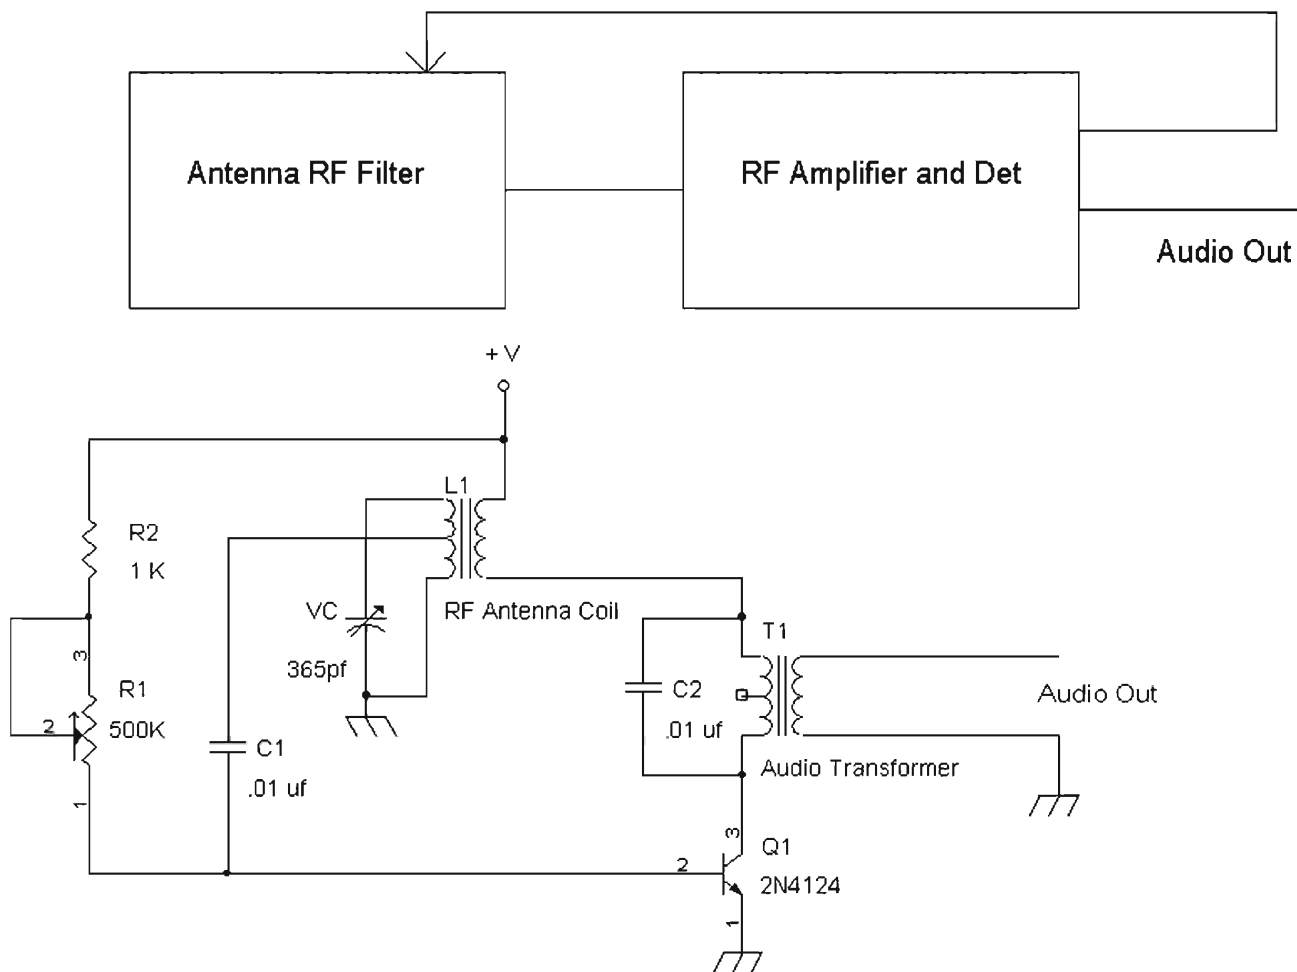 Antenna RF Filter
RF Amplifier and Det
Audio Out
+V
L1
R2
1 K
VC
RF Antenna Coil
365pf
T1
3
R1
500K
2
C1
.01 uf
C2
.01 uf
Audio Out
Audio Transformer
1
3
Q1
2
2N4124
1